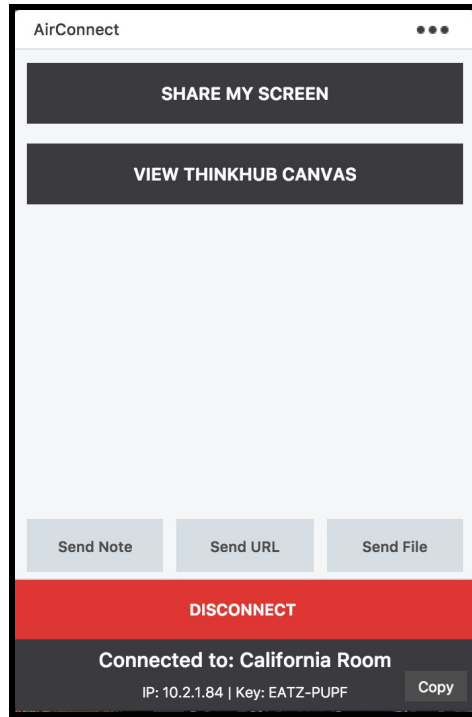 AirConnect
SHARE MY SCREEN
VIEW THINKHUB CANVAS
Send Note Send URL Send File
DISCONNECT
Connected to: California Room
IP: 10.2.1.84 | Key: EATZ-PUPF Copy